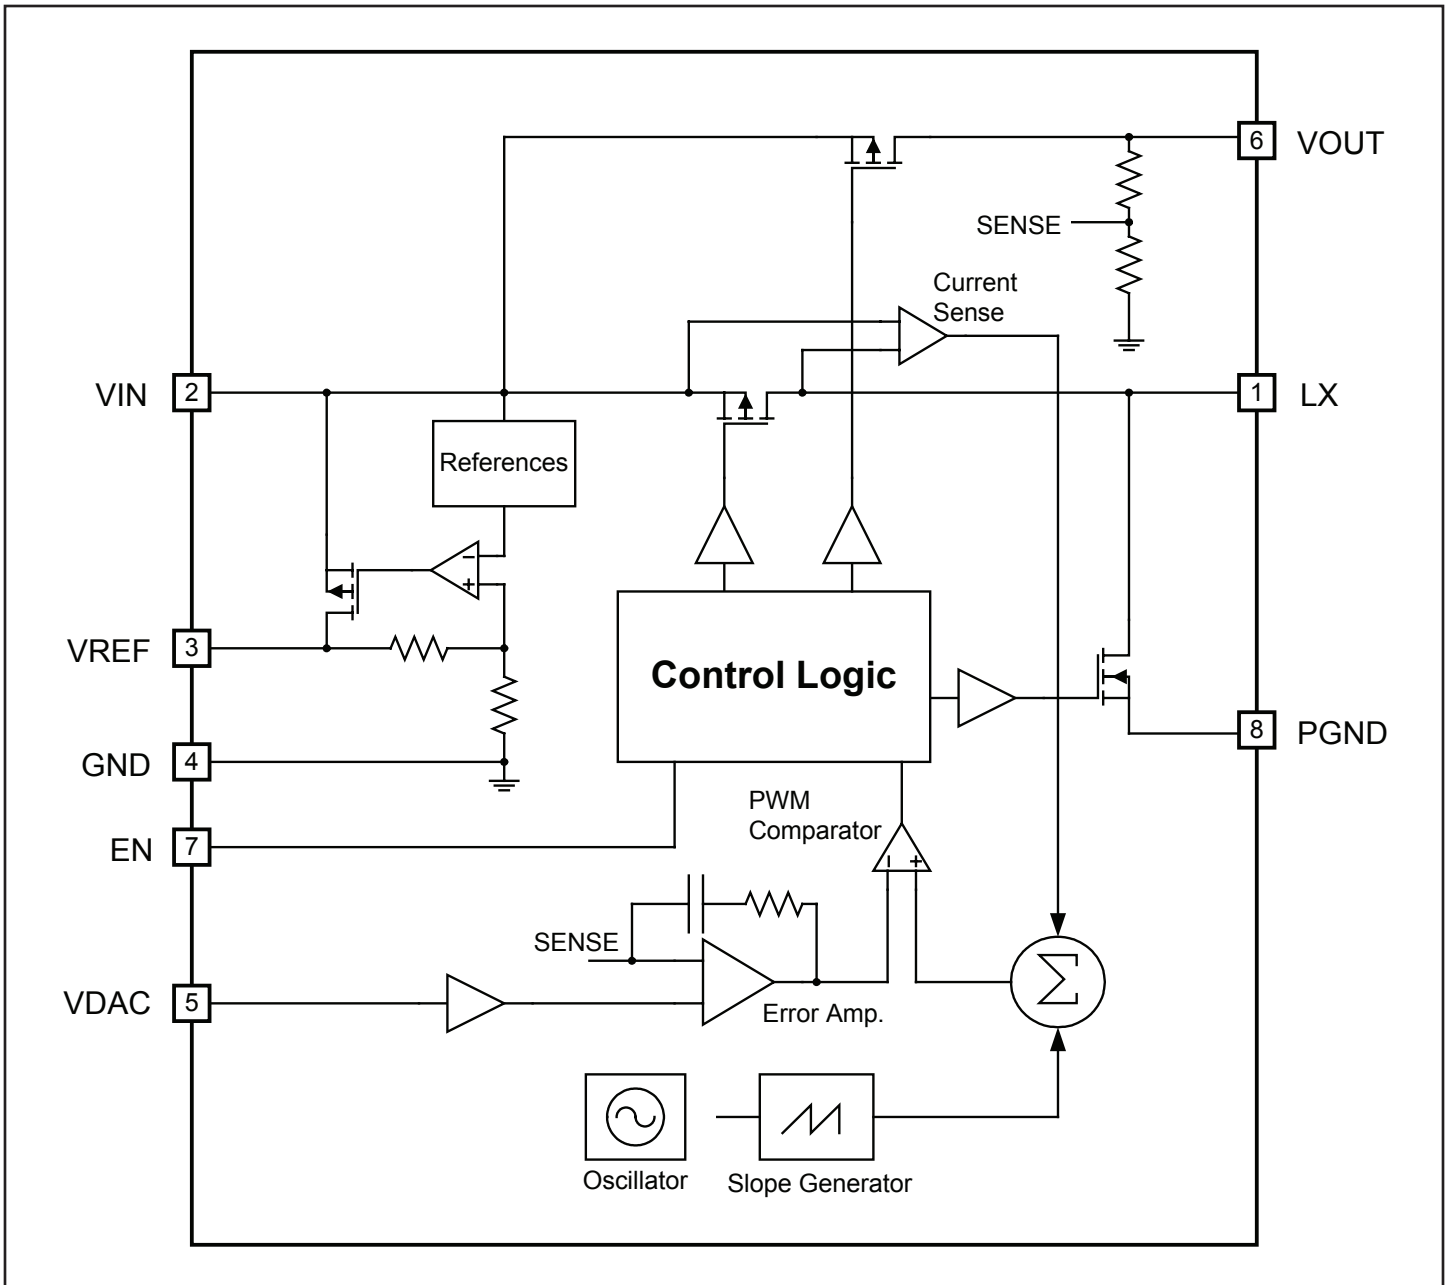 6 VOUT
SENSE
Current
Sense
VIN 2
1 LX
References
−
+
VREF 3
Control Logic
8 PGND
GND 4
PWM
Comparator
EN 7
− +
SENSE
Σ
VDAC 5
Error Amp.
Oscillator
Slope Generator